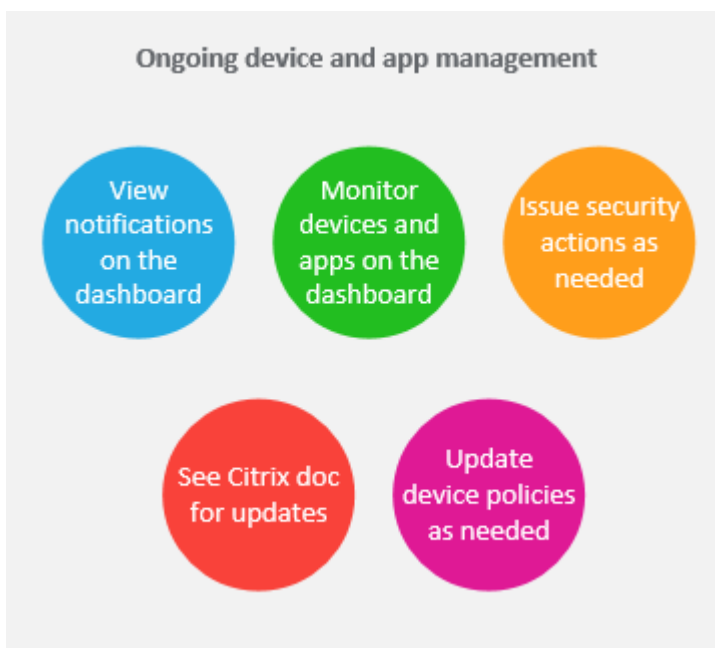 Ongoing device and app management
View
notifications
on the
dashboard
Monitor
devices and
apps on the
dashboard
Issue security
actions as
needed
See Citrix doc
for updates
Update
device policies
as needed